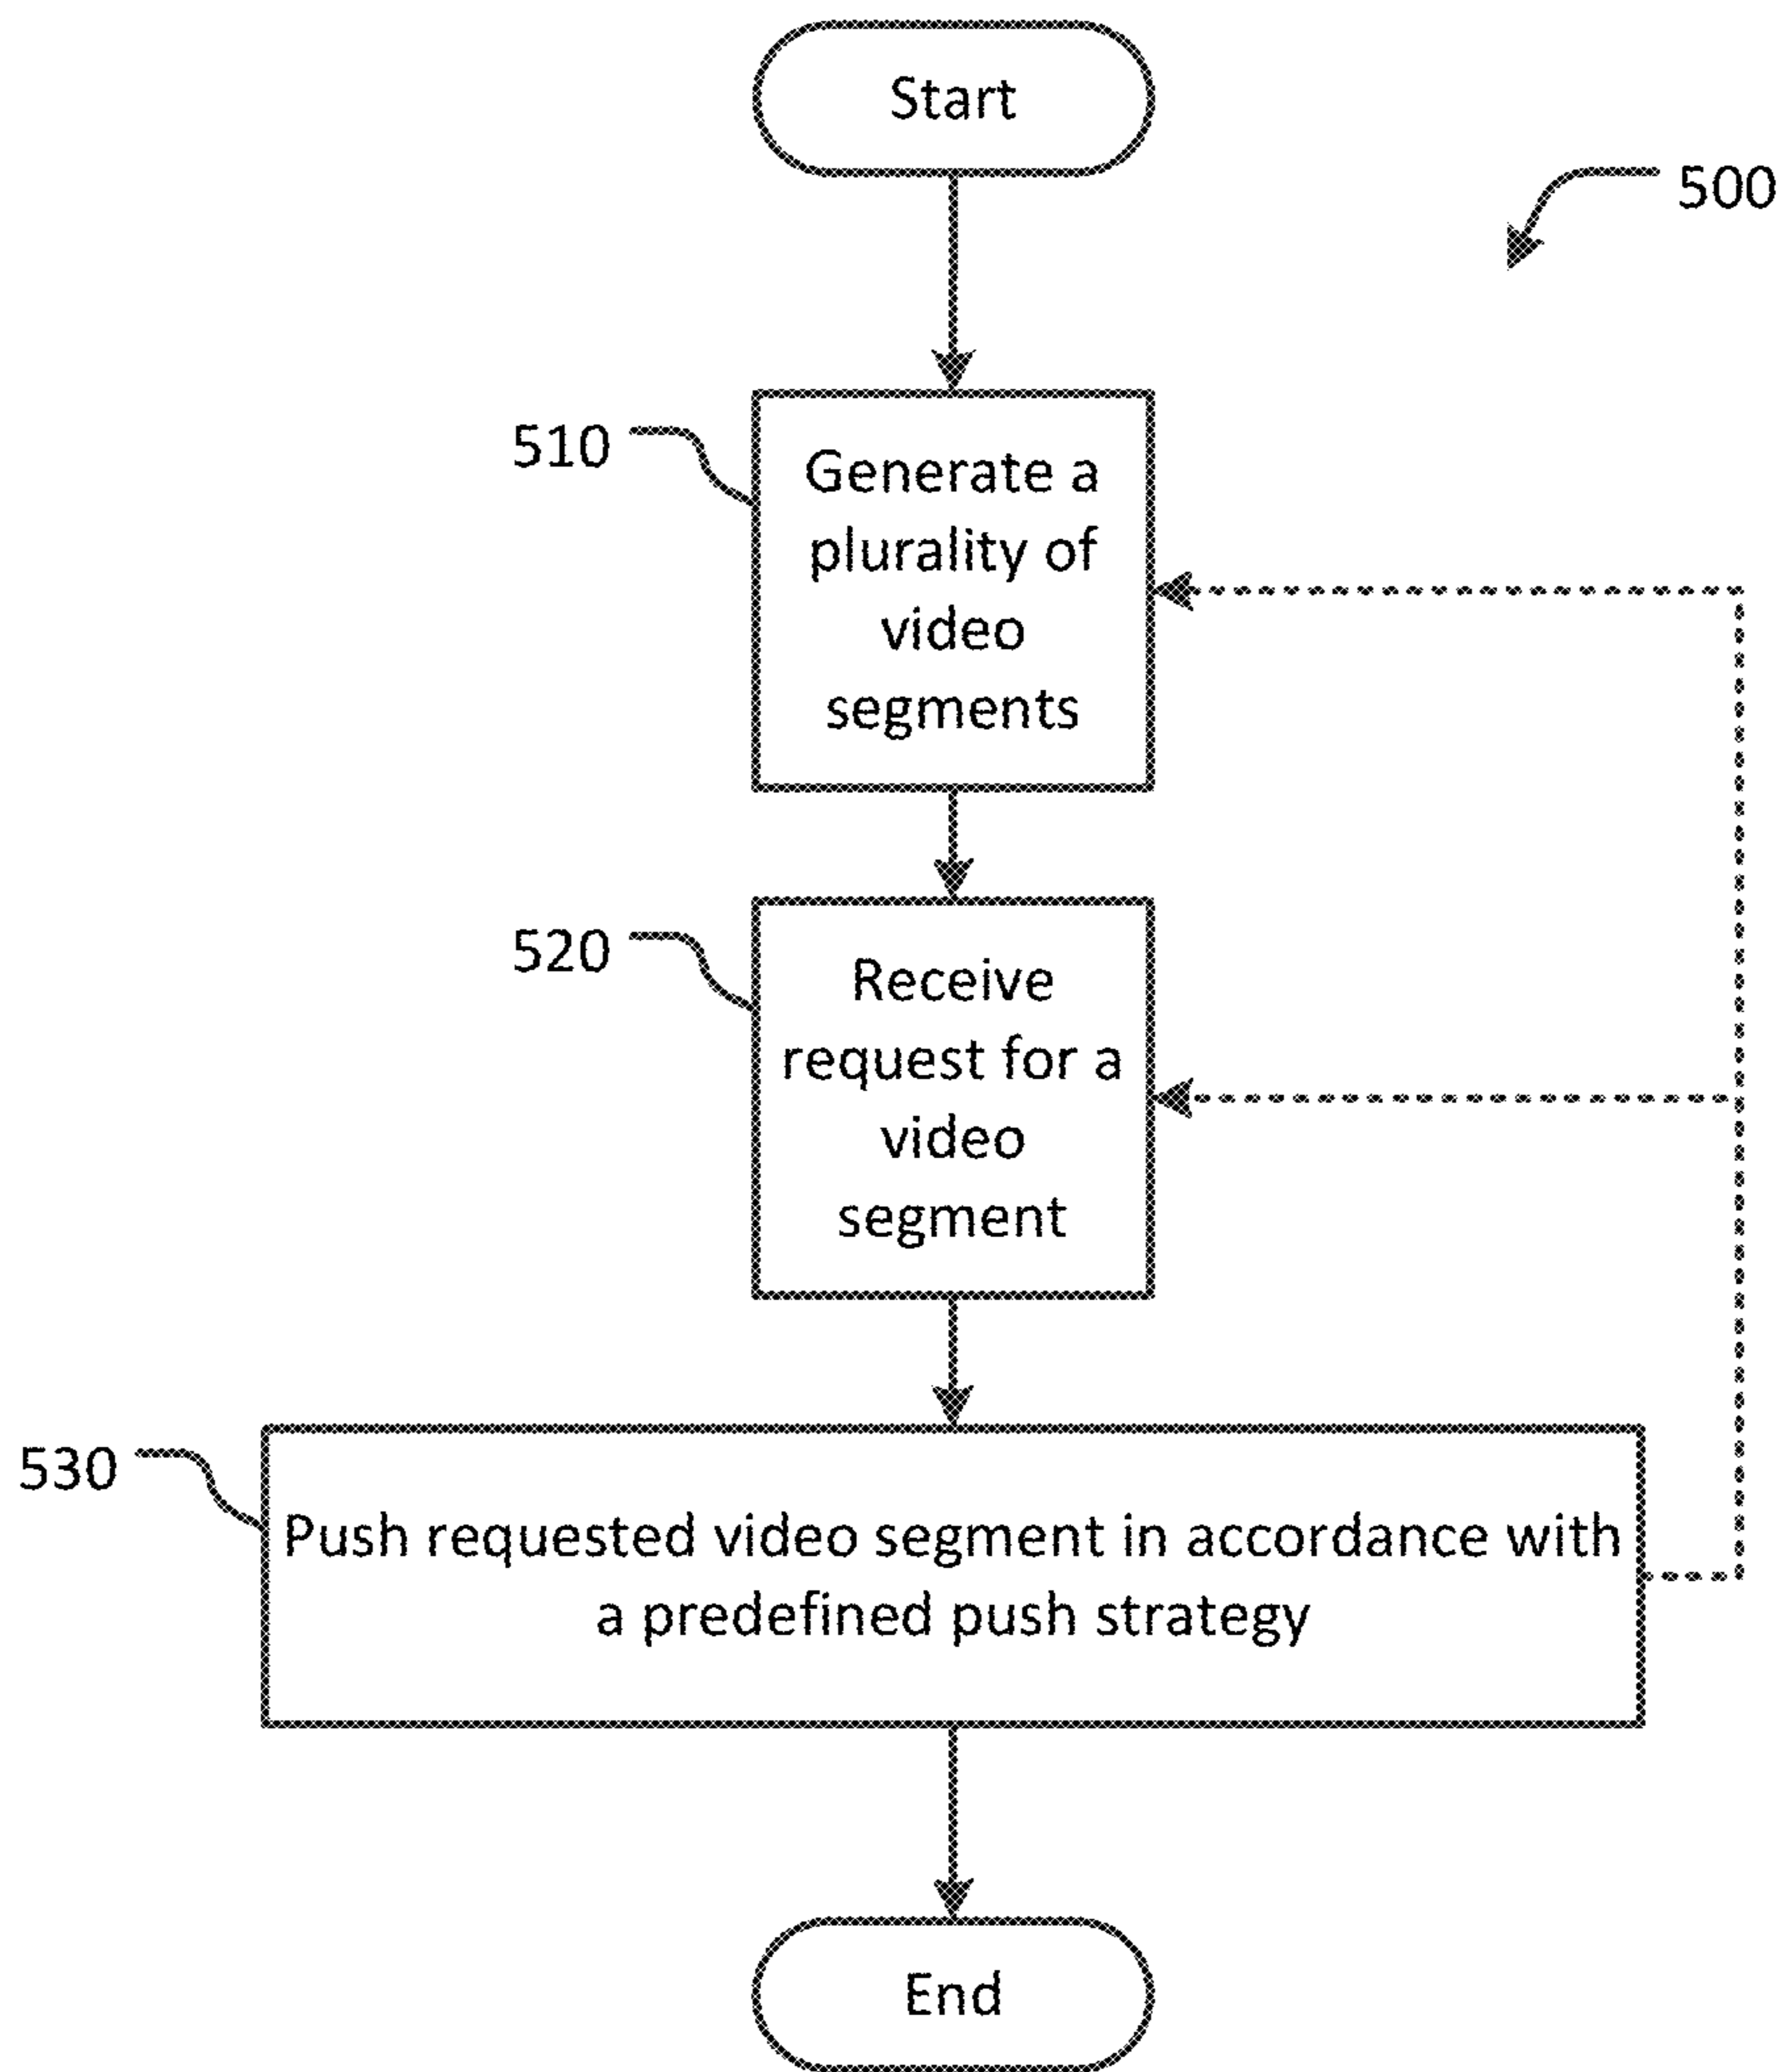 Start
500
510
Generate a
plurality of
video
segments
520
Receive
request for a
video
segment
530
Push requested video segment in accordance with
a predefined push strategy
End